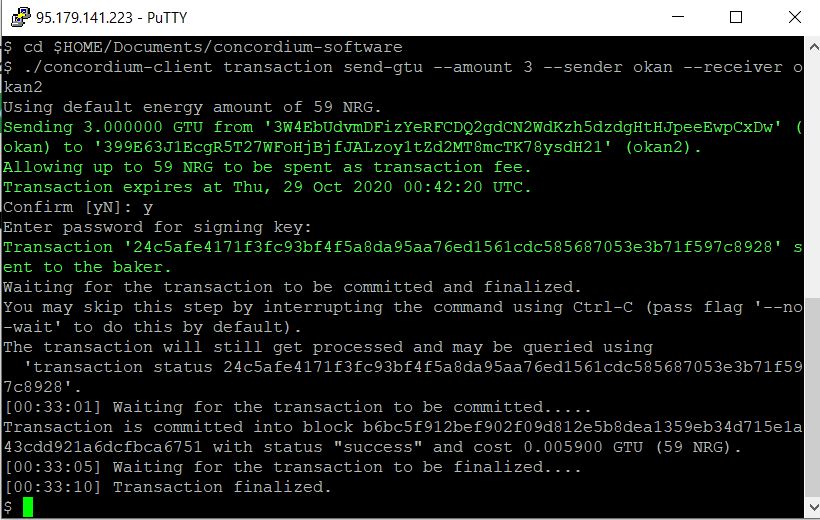 95.179.141.223 - PuTTY
$ cd $HOME/Documents/concordium-software
$ ./concordium-client transaction send-gtu --amount 3 --sender okan --receiver o
kan2
Using default energy amount of 59 NRG.
Sending 3.000000 GTU from '3W4EbUdvmDFizYeRFCDQ2gdCN2WdKzh5dzdgHtHJpeeEwpCxDw' (
okan) to '399E63J1EcgR5T27WFoHjBjfJALzoy1tZd2MT8mcTK78ysdH21' (okan2).
Allowing up to 59 NRG to be spent as transaction fee.
Transaction expires at Thu, 29 Oct 2020 00:42:20 UTC.
Confirm [yN]: y
Enter password for signing key:
Transaction '24c5afe4171f3fc93bf4f5a8da95aa76ed1561cdc585687053e3b71f597c8928' s
ent to the baker.
Waiting for the transaction to be committed and finalized.
You may skip this step by interrupting the command using Ctrl-C (pass flag '--no
-wait' to do this by default).
The transaction will still get processed and may be queried using
  'transaction status 24c5afe4171f3fc93bf4f5a8da95aa76ed1561cdc585687053e3b71f59
7c8928'.
[00:33:01] Waiting for the transaction to be committed.....
Transaction is committed into block b6bc5f912bef902f09d812e5b8dea1359eb34d715e1a
43cdd921a6dcfbca6751 with status "success" and cost 0.005900 GTU (59 NRG).
[00:33:05] Waiting for the transaction to be finalized....
[00:33:10] Transaction finalized.
$